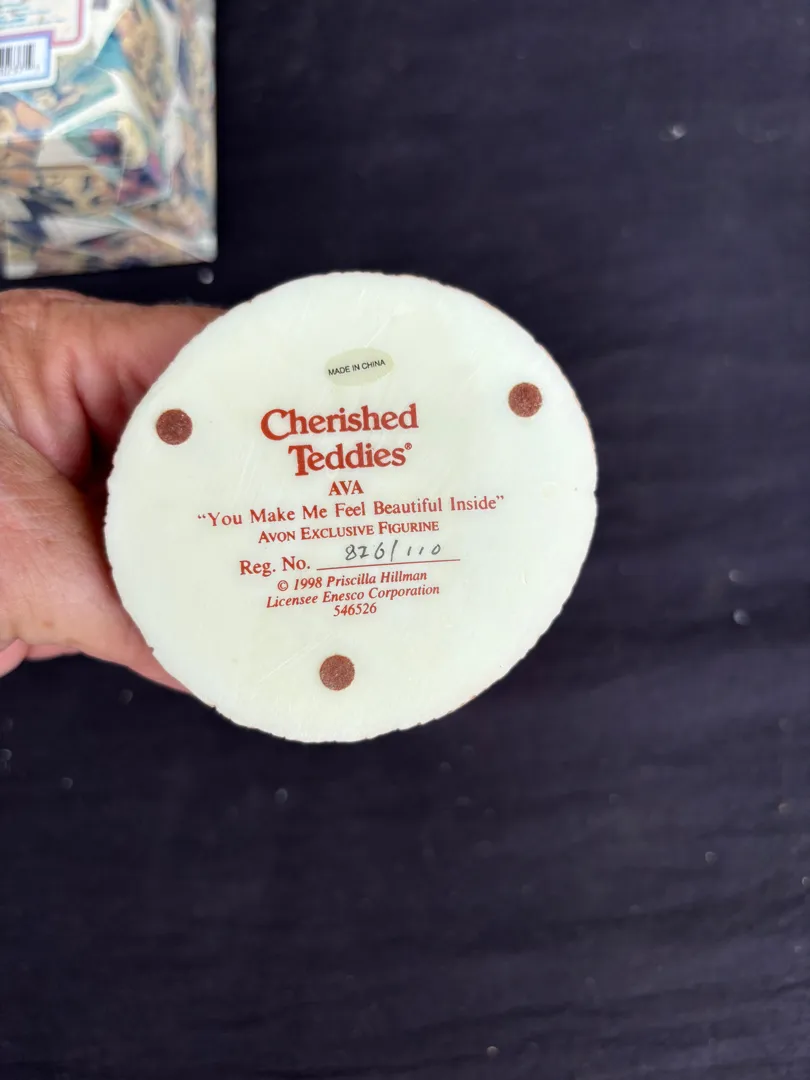 MADE IN CHINA
Cherished
Teddies®
AVA
“You Make Me Feel Beautiful Inside”
AVON EXCLUSIVE FIGURINE
Reg. No. 826/110
© 1998 Priscilla Hillman
Licensee Enesco Corporation
546526